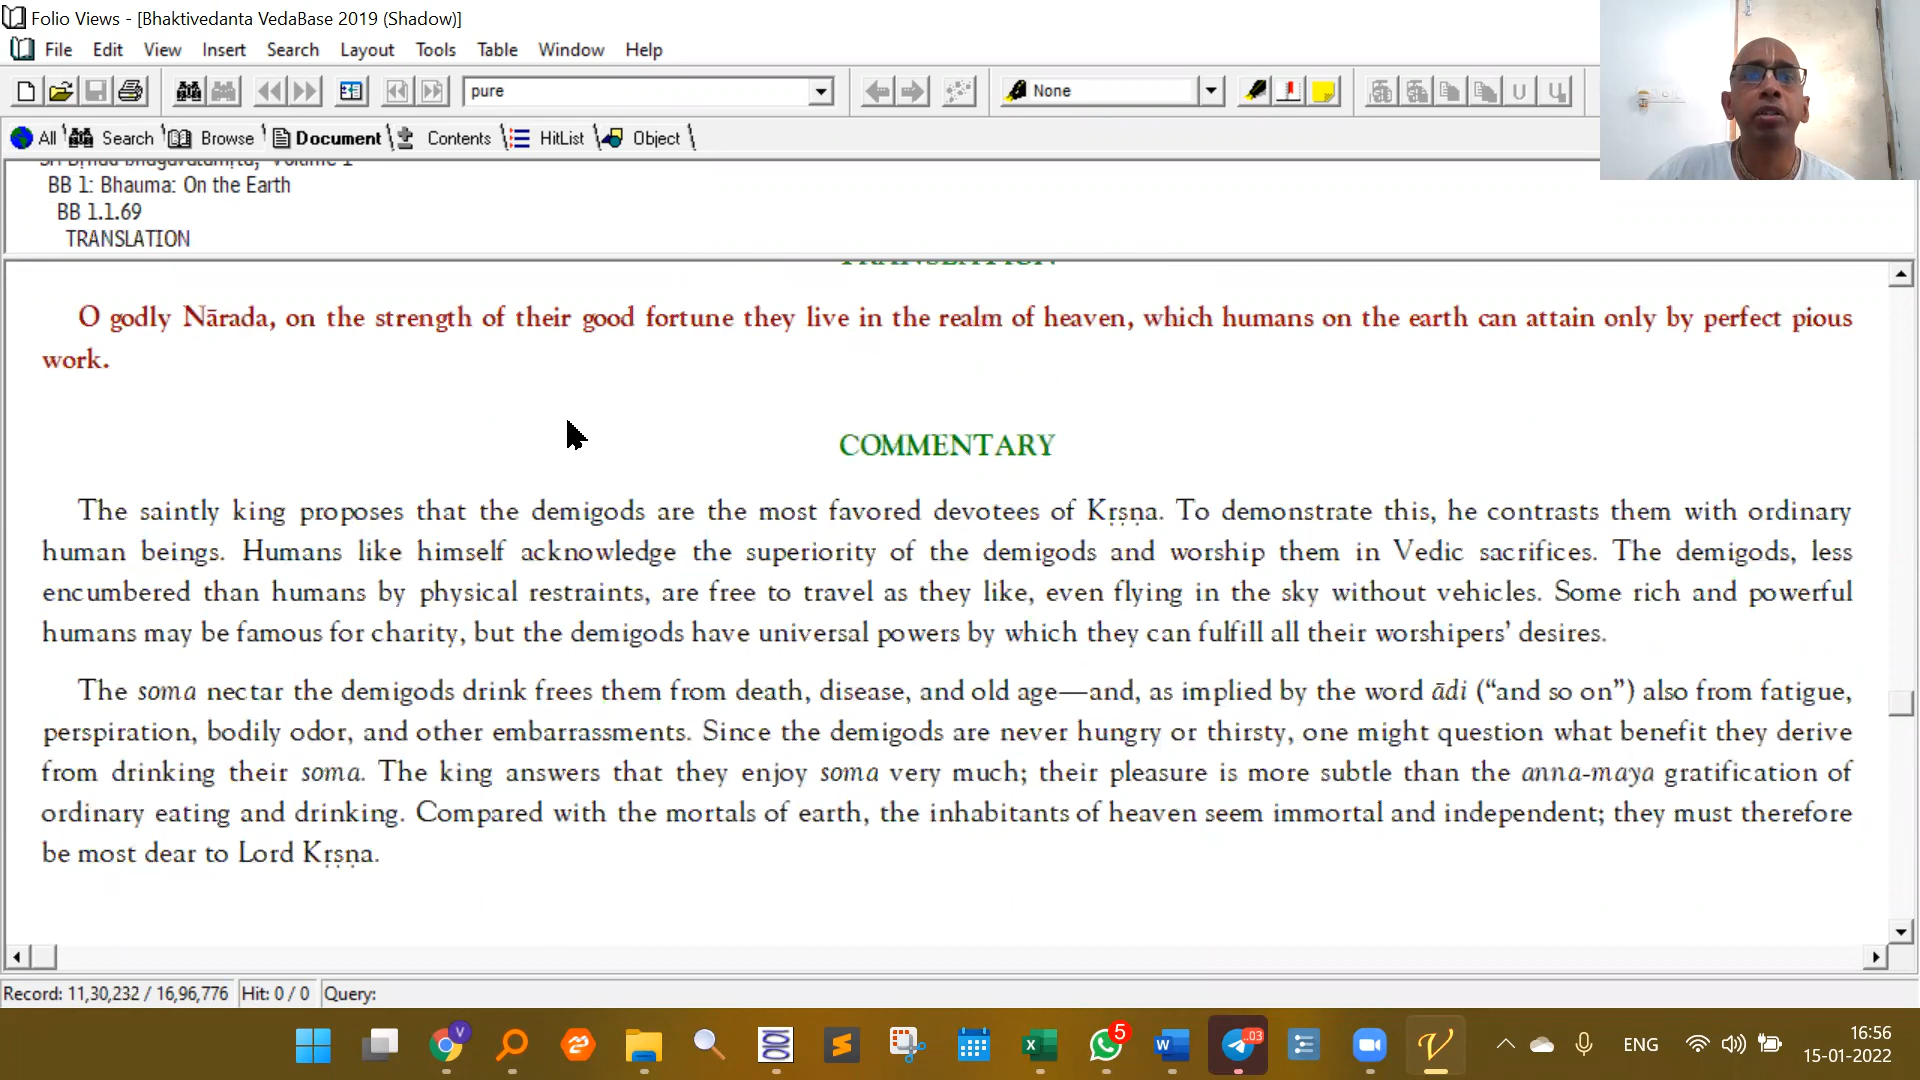 Folio Views - [Bhaktivedanta VedaBase 2019 (Shadow)]
File Edit View Insert Search Layout Tools Table Window Help
pure
None
All Search Browse Document Contents HitList Object
BB 1: Bhauma: On the Earth
BB 1.1.69
TRANSLATION
TRANSLATION
O godly Nārada, on the strength of their good fortune they live in the realm of heaven, which humans on the earth can attain only by perfect pious
work.
COMMENTARY
The saintly king proposes that the demigods are the most favored devotees of Kṛṣṇa. To demonstrate this, he contrasts them with ordinary
human beings. Humans like himself acknowledge the superiority of the demigods and worship them in Vedic sacrifices. The demigods, less
encumbered than humans by physical restraints, are free to travel as they like, even flying in the sky without vehicles. Some rich and powerful
humans may be famous for charity, but the demigods have universal powers by which they can fulfill all their worshipers’ desires.
The soma nectar the demigods drink frees them from death, disease, and old age—and, as implied by the word ādi (“and so on”) also from fatigue,
perspiration, bodily odor, and other embarrassments. Since the demigods are never hungry or thirsty, one might question what benefit they derive
from drinking their soma. The king answers that they enjoy soma very much; their pleasure is more subtle than the anna-maya gratification of
ordinary eating and drinking. Compared with the mortals of earth, the inhabitants of heaven seem immortal and independent; they must therefore
be most dear to Lord Kṛṣṇa.
Record: 11,30,232 / 16,96,776 Hit: 0 / 0 Query:
V
5
.03
ENG
16:56
15-01-2022